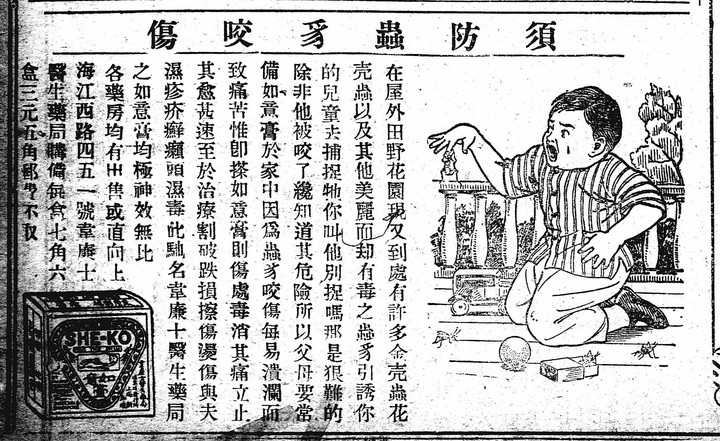 須防蟲豸咬傷
在屋外田野花園現又到處有許多金売蟲花
売蟲以及其他美麗而却有毒之蟲豸引誘你
的兒童去捕捉牠你叫他別捉嗎那是狠難的
除非他被咬了纔知道其危險所以父母要常
備如意膏於家中因爲蟲豸咬傷每易潰瀾而
致痛苦惟卽搽如意膏則傷處毒消其痛立止
其愈甚速至於治療割破跌損擦傷燙傷與夫
濕疹疥癬癩頭濕毒此馳名韋廉士醫生藥局
之如意膏均極神效無比
各藥房均有出售或直向上
海江西路四五一號韋廉士
醫生藥局購備每盒七角六
盒三元五角郵費不取
SHE-KO
如意膏